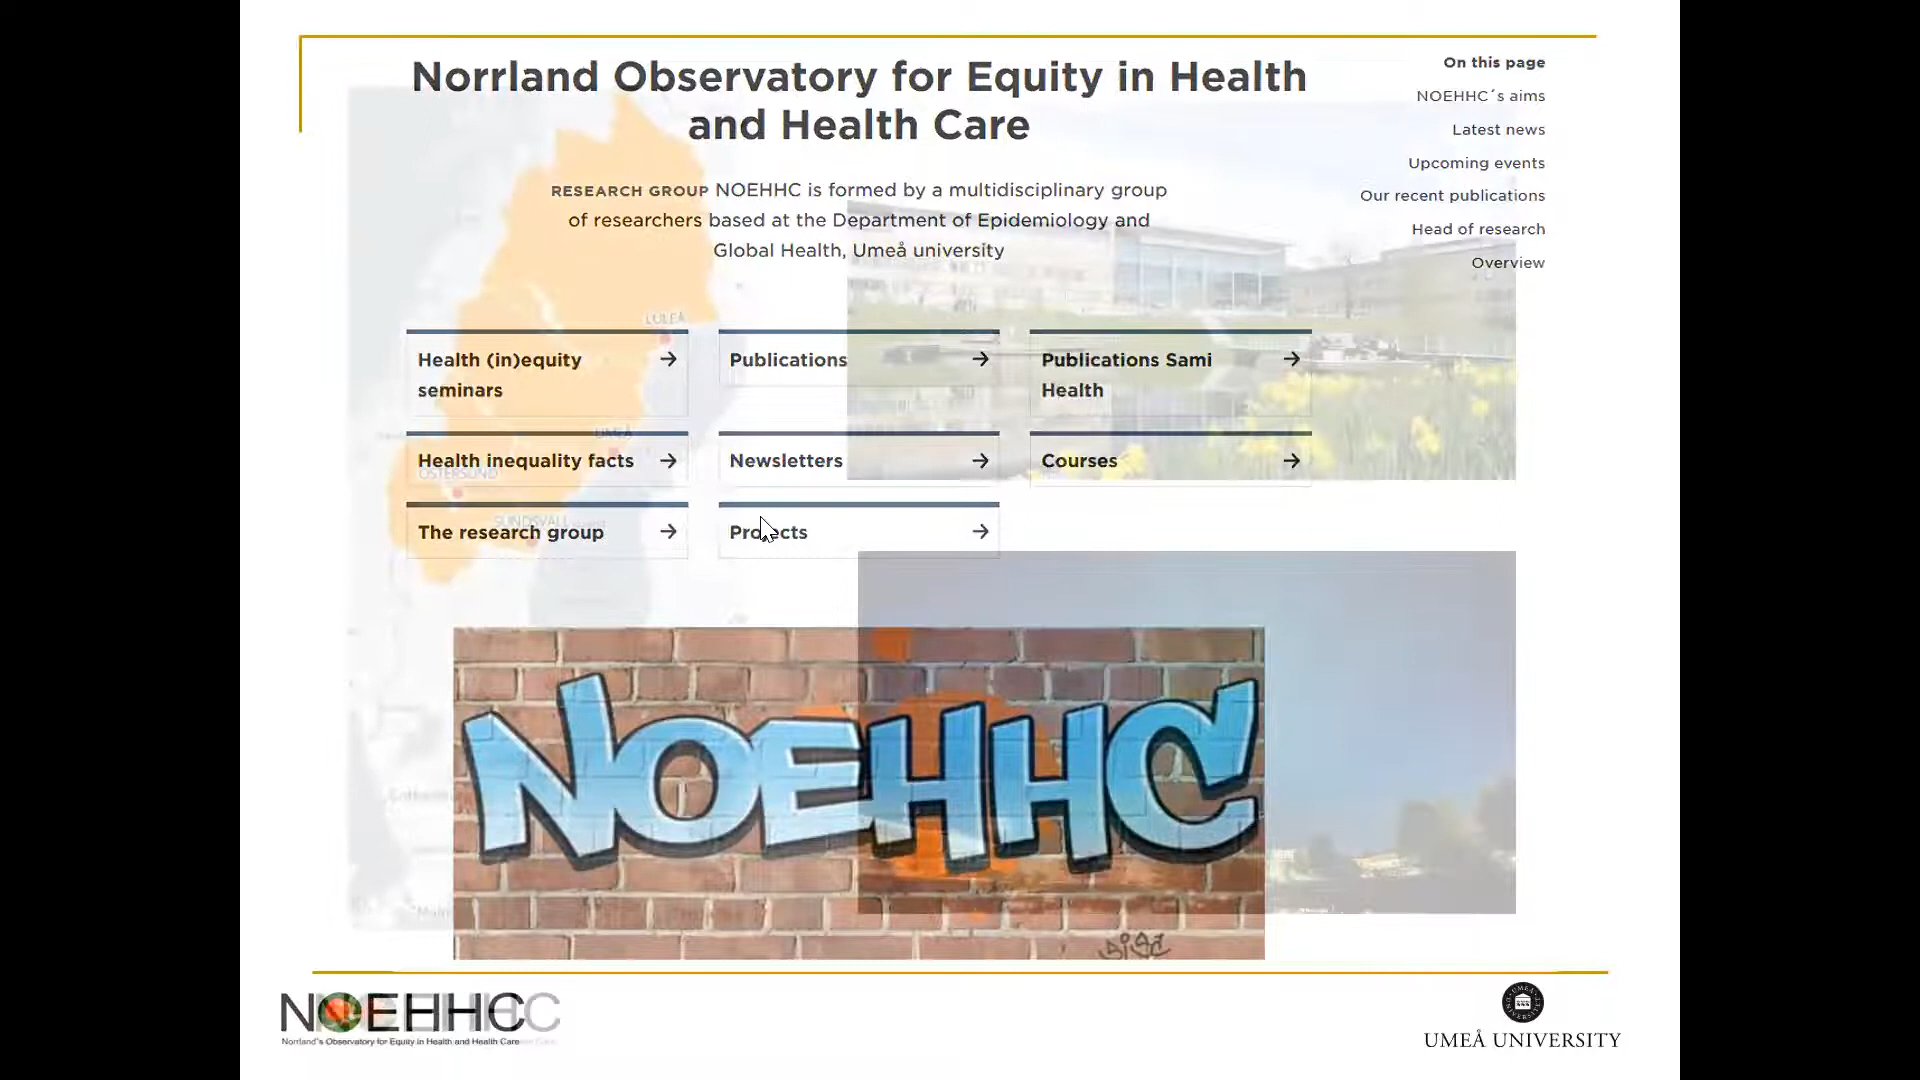 Norrland Observatory for Equity in Health
and Health Care
RESEARCH GROUP NOEHHC is formed by a multidisciplinary group
of researchers based at the Department of Epidemiology and
Global Health, Umeå university
On this page
NOEHHC´s aims
Latest news
Upcoming events
Our recent publications
Head of research
Overview
LULEÅ
Health (in)equity
seminars
Publications
Publications Sami
Health
UMEÅ
Health inequality facts
Newsletters
Courses
ÖSTERSUND
SUNDSVALL
The research group
Projects
NOEHHC
NOEHHC
Norrland's Observatory for Equity in Health and Health Care
UMEÅ UNIVERSITY